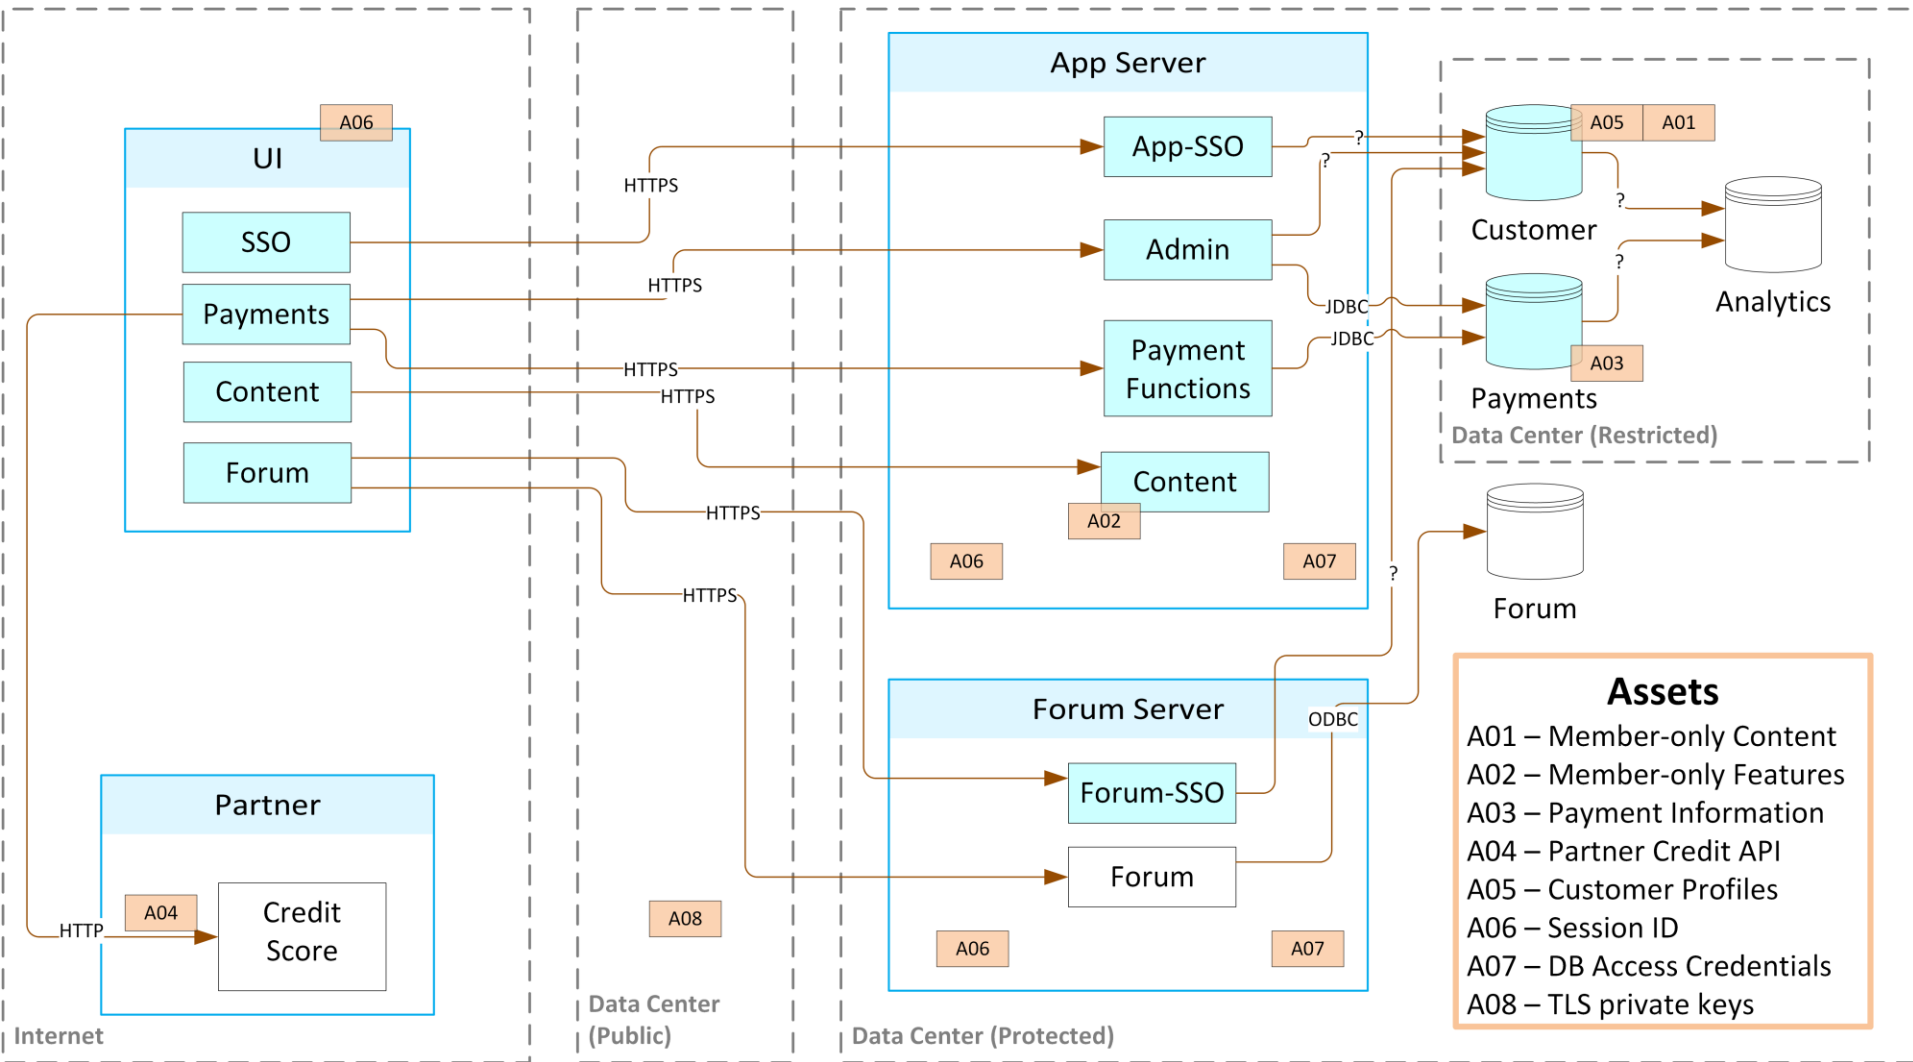 A06
UI
SSO
Payments
Content
Forum
Partner
A04
Credit
Score
HTTP
Internet
HTTPS
HTTPS
HTTPS
HTTPS
HTTPS
HTTPS
A08
Data Center
(Public)
App Server
App-SSO
Admin
Payment
Functions
Content
A02
A06
A07
?
?
JDBC
JDBC
?
Forum Server
ODBC
Forum-SSO
Forum
A06
A07
Data Center (Protected)
A05
A01
Customer
?
?
Analytics
A03
Payments
Data Center (Restricted)
Forum
Assets
A01 – Member-only Content
A02 – Member-only Features
A03 – Payment Information
A04 – Partner Credit API
A05 – Customer Profiles
A06 – Session ID
A07 – DB Access Credentials
A08 – TLS private keys